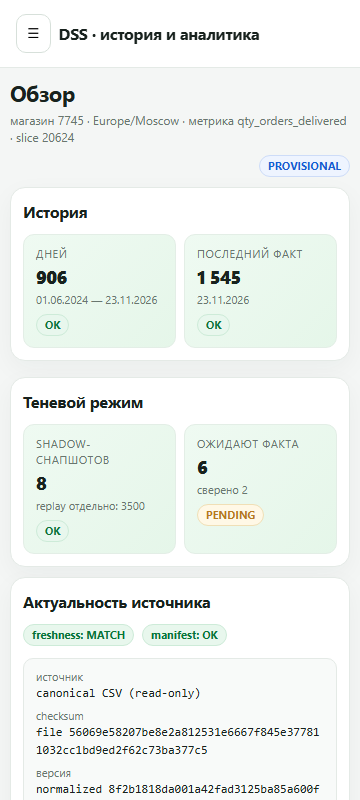 ☰ DSS · история и аналитика
Обзор
магазин 7745 · Europe/Moscow · метрика qty_orders_delivered
· slice 20624
PROVISIONAL
История
ДНЕЙ
906
01.06.2024 — 23.11.2026
OK
ПОСЛЕДНИЙ ФАКТ
1 545
23.11.2026
OK
Теневой режим
SHADOW-
СНАПШОТОВ
8
replay отдельно: 3500
OK
ОЖИДАЮТ ФАКТА
6
сверено 2
PENDING
Актуальность источника
freshness: MATCH
manifest: OK
источник
canonical CSV (read-only)
checksum
file 56069e58207be8e2a812531e6667f845e37781
1032cc1bd9ed2f62c73ba377c5
версия
normalized 8f2b1818da001a42fad3125ba85a600f